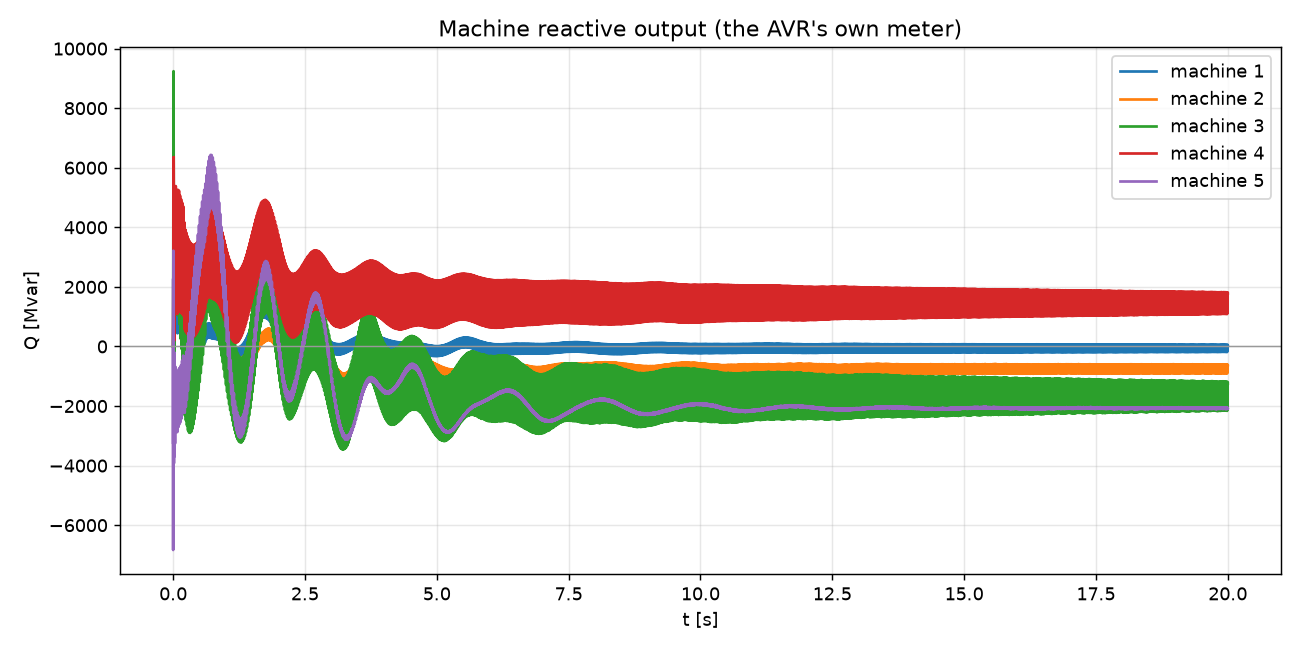 Machine reactive output (the AVR's own meter)
Q [Mvar]
10000
8000
6000
4000
2000
0
−2000
−4000
−6000
machine 1
machine 2
machine 3
machine 4
machine 5
0.0 2.5 5.0 7.5 10.0 12.5 15.0 17.5 20.0
t [s]